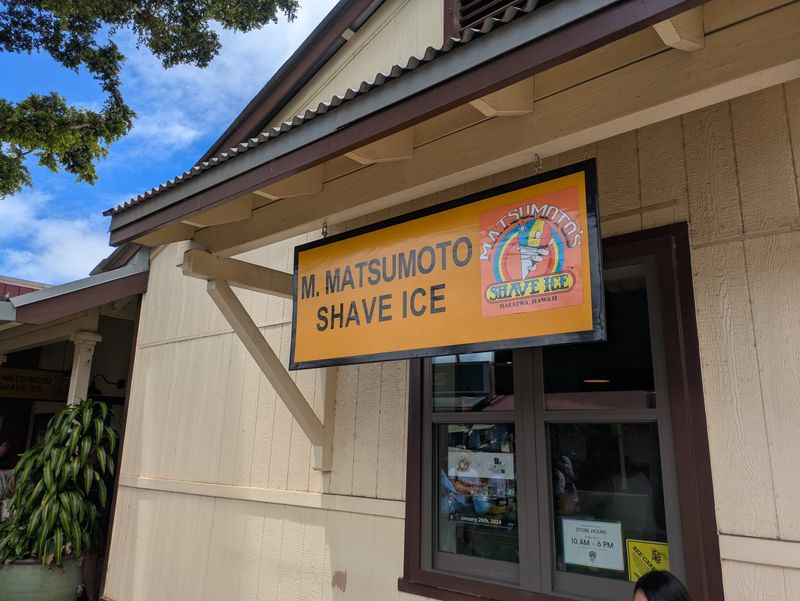 M. MATSUMOTO
SHAVE ICE
MATSUMOTO'S
SHAVE ICE
HALEIWA, HAWAII
MATSUMOTO
SHAVE ICE
January 26th, 2024
STORE HOURS
10 AM - 6 PM